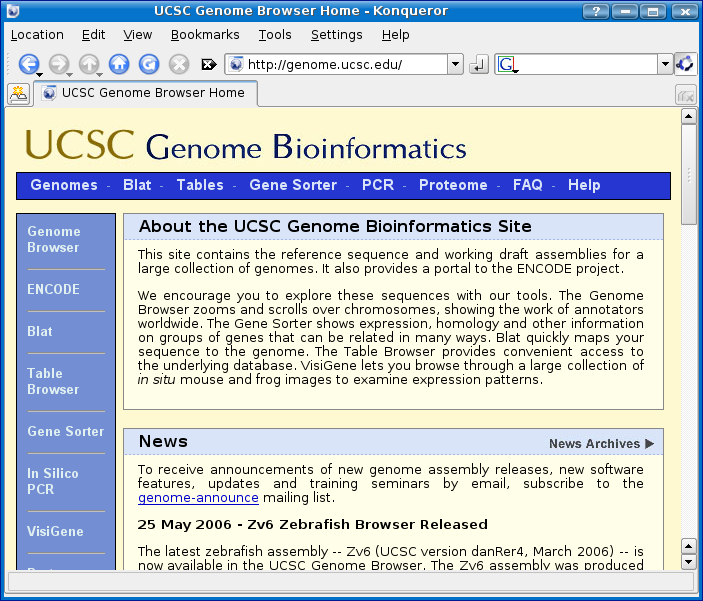 UCSC Genome Browser Home - Konqueror
Location Edit View Bookmarks Tools Settings Help
http://genome.ucsc.edu/
UCSC Genome Browser Home
UCSC Genome Bioinformatics
Genomes - Blat - Tables - Gene Sorter - PCR - Proteome - FAQ - Help
Genome
Browser
ENCODE
Blat
Table
Browser
Gene Sorter
In Silico
PCR
VisiGene
About the UCSC Genome Bioinformatics Site
This site contains the reference sequence and working draft assemblies for a
large collection of genomes. It also provides a portal to the ENCODE project.
We encourage you to explore these sequences with our tools. The Genome
Browser zooms and scrolls over chromosomes, showing the work of annotators
worldwide. The Gene Sorter shows expression, homology and other information
on groups of genes that can be related in many ways. Blat quickly maps your
sequence to the genome. The Table Browser provides convenient access to
the underlying database. VisiGene lets you browse through a large collection of
in situ mouse and frog images to examine expression patterns.
News
News Archives ▶
To receive announcements of new genome assembly releases, new software
features, updates and training seminars by email, subscribe to the
genome-announce mailing list.
25 May 2006 - Zv6 Zebrafish Browser Released
The latest zebrafish assembly -- Zv6 (UCSC version danRer4, March 2006) -- is
now available in the UCSC Genome Browser. The Zv6 assembly was produced